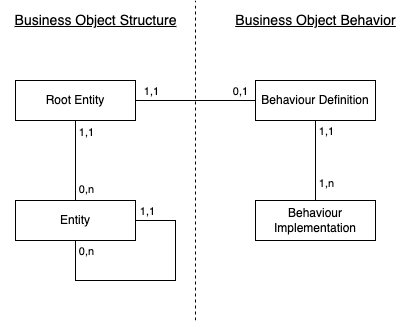 Business Object Structure
Business Object Behavior
Root Entity
1,1
0,1
Behaviour Definition
1,1
1,1
0,n
1,n
Entity
1,1
Behaviour
Implementation
0,n